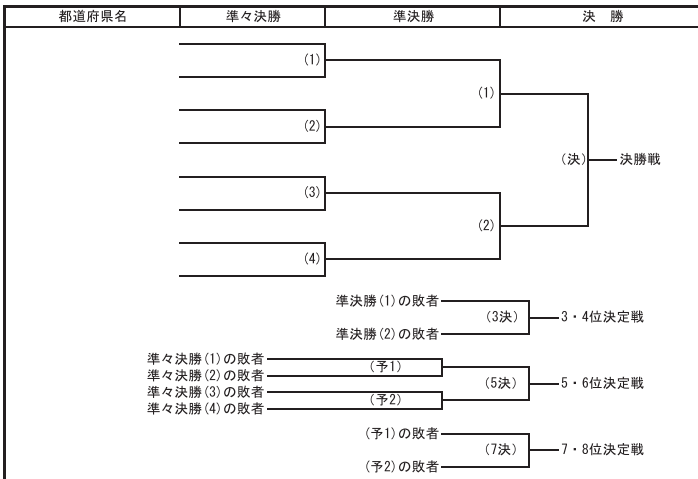 都道府県名 準々決勝 準決勝 決　勝
(1)
(1)
(2)
(決) 決勝戦
(3)
(2)
(4)
準決勝(1)の敗者
(3決) 3・4位決定戦
準決勝(2)の敗者
準々決勝(1)の敗者
(予1)
準々決勝(2)の敗者
(5決) 5・6位決定戦
準々決勝(3)の敗者
(予2)
準々決勝(4)の敗者
(予1)の敗者
(7決) 7・8位決定戦
(予2)の敗者